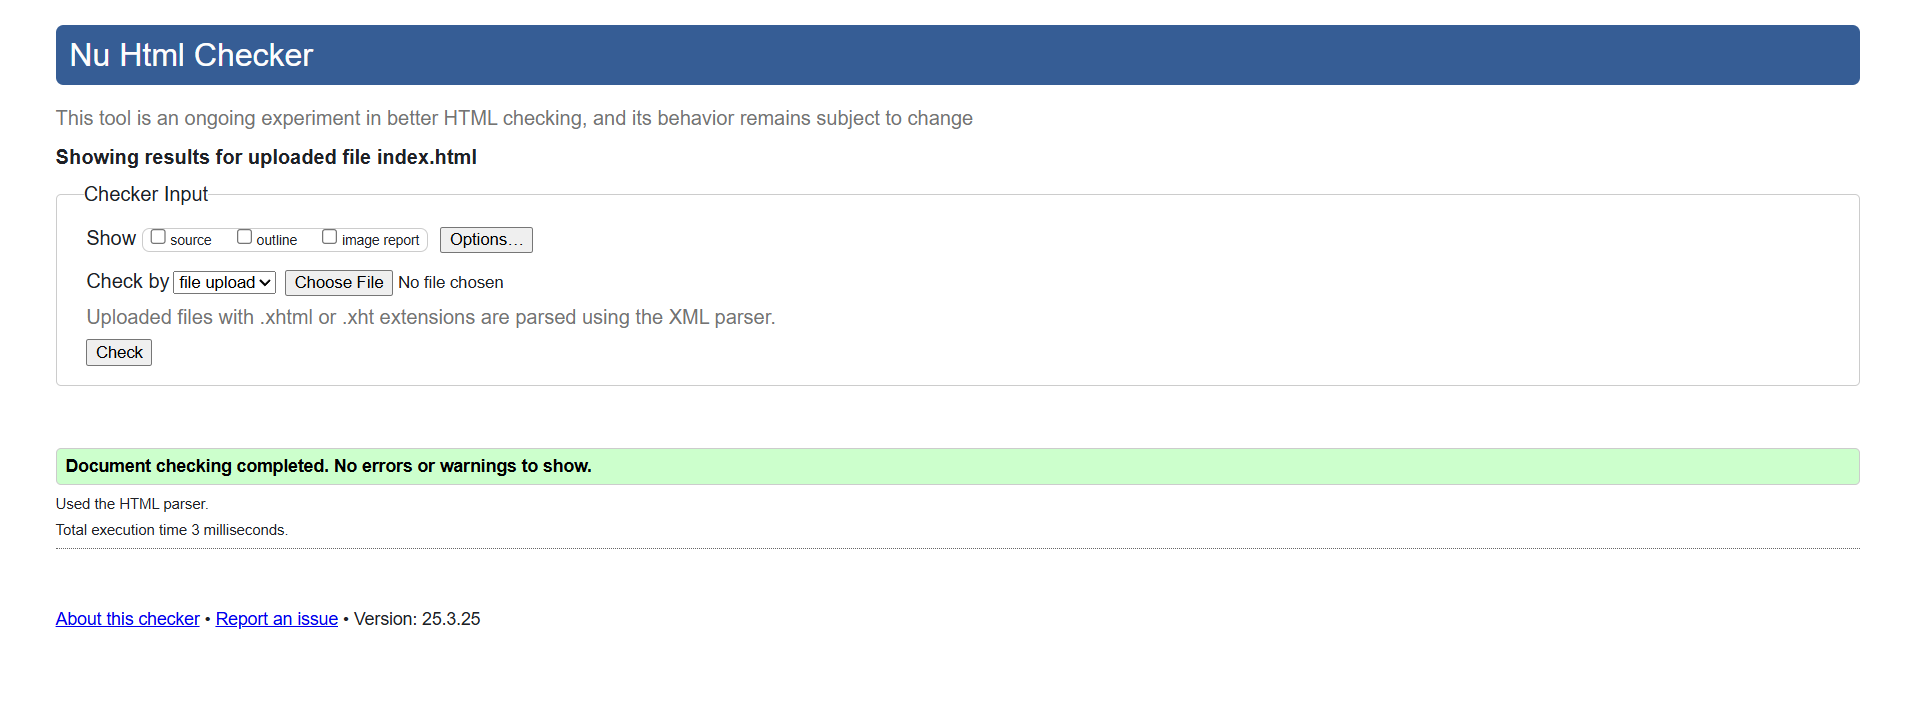 Nu Html Checker
This tool is an ongoing experiment in better HTML checking, and its behavior remains subject to change
Showing results for uploaded file index.html
Checker Input
Show source outline image report Options…
Check by file upload Choose File No file chosen
Uploaded files with .xhtml or .xht extensions are parsed using the XML parser.
Check
Document checking completed. No errors or warnings to show.
Used the HTML parser.
Total execution time 3 milliseconds.
About this checker • Report an issue • Version: 25.3.25